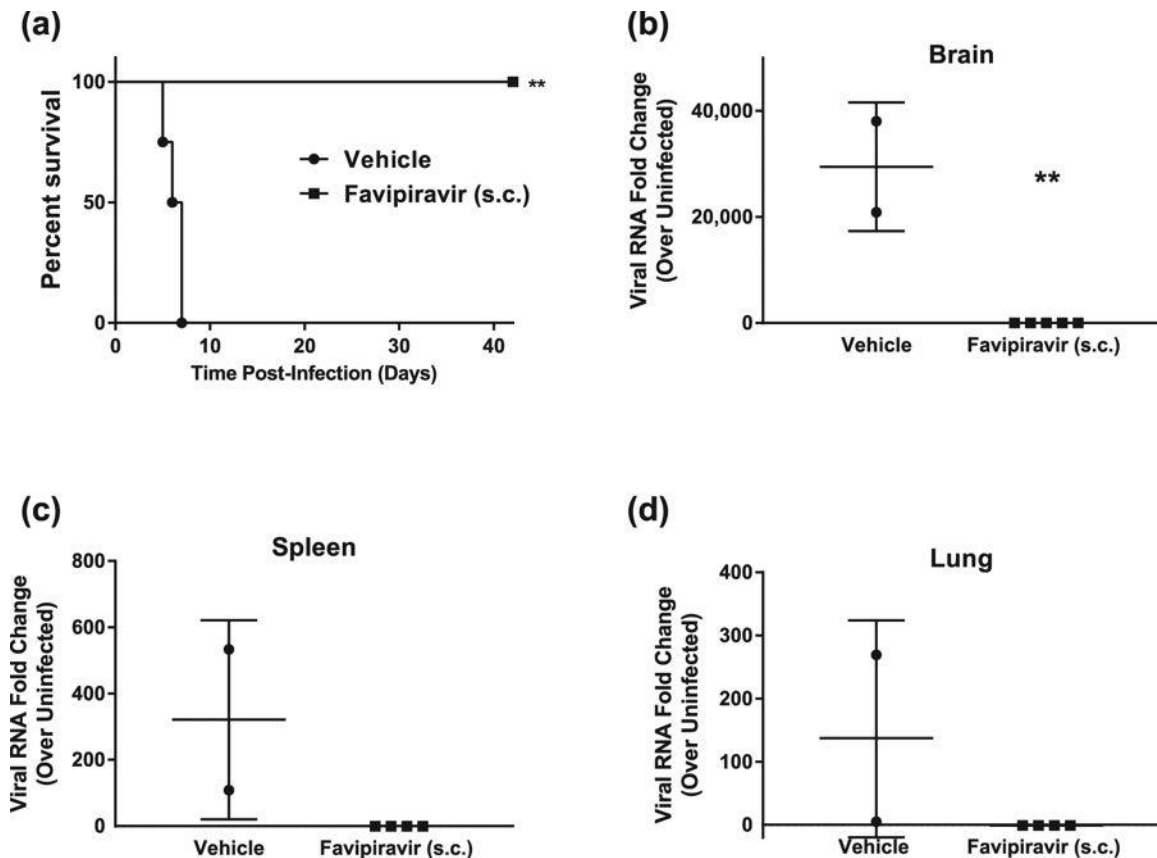 (a)
Percent survival
100
50
0
**
Vehicle
Favipiravir (s.c.)
0 10 20 30 40
Time Post-Infection (Days)
(b)
Brain
Viral RNA Fold Change
(Over Uninfected)
40,000
20,000
0
**
Vehicle Favipiravir (s.c.)
(c)
Spleen
Viral RNA Fold Change
(Over Uninfected)
800
600
400
200
0
Vehicle Favipiravir (s.c.)
(d)
Lung
Viral RNA Fold Change
(Over Uninfected)
400
300
200
100
0
Vehicle Favipiravir (s.c.)